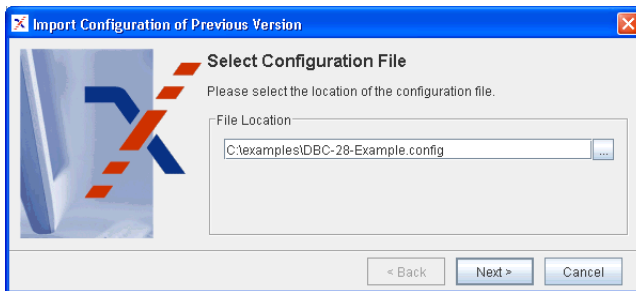 Import Configuration of Previous Version
Select Configuration File
Please select the location of the configuration file.
File Location
C:\examples\DBC-28-Example.config
...
< Back
Next >
Cancel